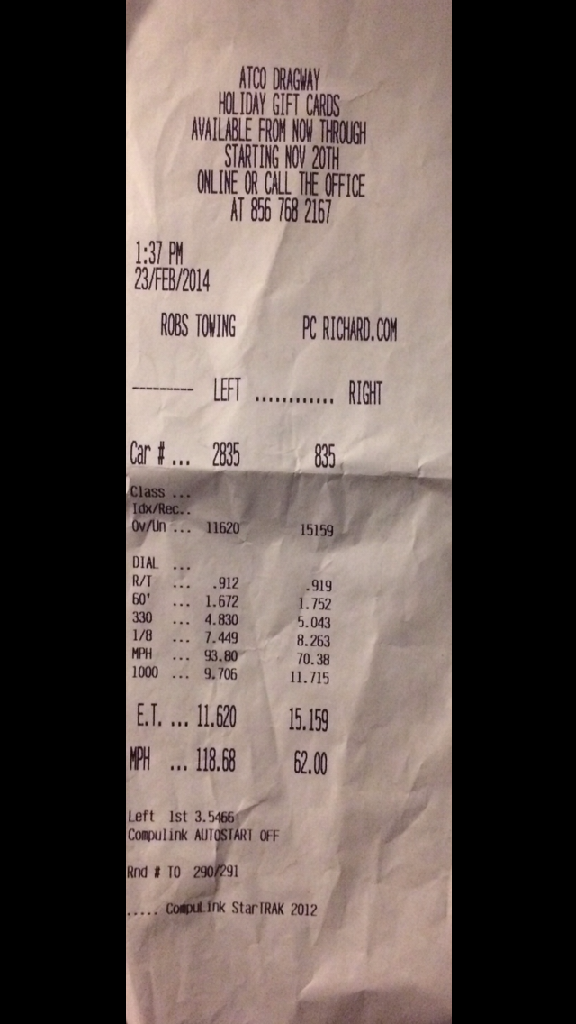 ATCO DRAGWAY
HOLIDAY GIFT CARDS
AVAILABLE FROM NOW THROUGH
STARTING NOV 20TH
ONLINE OR CALL THE OFFICE
AT 856 768 2167
1:37 PM
23/FEB/2014
ROBS TOWING PC RICHARD.COM
--------- LEFT ............ RIGHT
Car # ... 2835 835
Class ...
Idx/Rec..
Ov/Un ... 11620 15159
DIAL ...
R/T ... .912 .919
60' ... 1.672 1.752
330 ... 4.830 5.043
1/8 ... 7.449 8.263
MPH ... 93.80 70.38
1000 ... 9.706 11.715
E.T. ... 11.620 15.159
MPH ... 118.68 62.00
Left 1st 3.5466
Compulink AUTOSTART OFF
Rnd # TO 290/291
..... CompuLink StarTRAK 2012